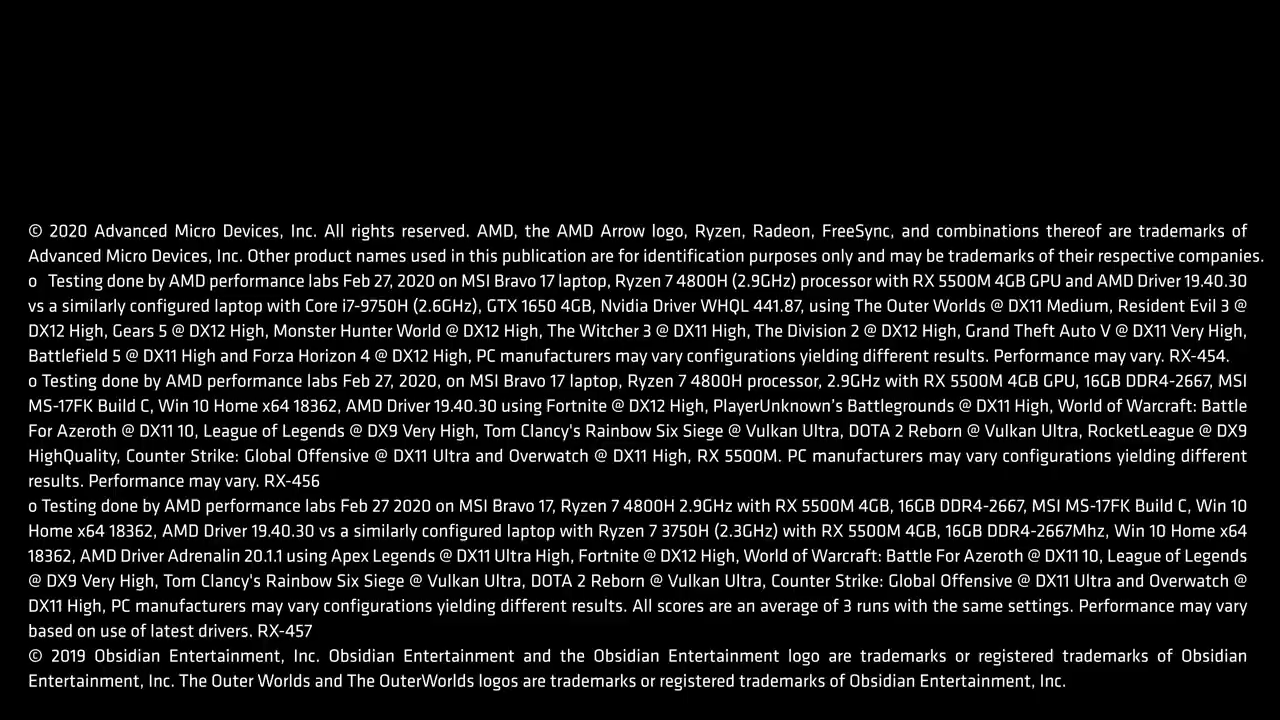 © 2020 Advanced Micro Devices, Inc. All rights reserved. AMD, the AMD Arrow logo, Ryzen, Radeon, FreeSync, and combinations thereof are trademarks of
Advanced Micro Devices, Inc. Other product names used in this publication are for identification purposes only and may be trademarks of their respective companies.
o Testing done by AMD performance labs Feb 27, 2020 on MSI Bravo 17 laptop, Ryzen 7 4800H (2.9GHz) processor with RX 5500M 4GB GPU and AMD Driver 19.40.30
vs a similarly configured laptop with Core i7-9750H (2.6GHz), GTX 1650 4GB, Nvidia Driver WHQL 441.87, using The Outer Worlds @ DX11 Medium, Resident Evil 3 @
DX12 High, Gears 5 @ DX12 High, Monster Hunter World @ DX12 High, The Witcher 3 @ DX11 High, The Division 2 @ DX12 High, Grand Theft Auto V @ DX11 Very High,
Battlefield 5 @ DX11 High and Forza Horizon 4 @ DX12 High, PC manufacturers may vary configurations yielding different results. Performance may vary. RX-454.
o Testing done by AMD performance labs Feb 27, 2020, on MSI Bravo 17 laptop, Ryzen 7 4800H processor, 2.9GHz with RX 5500M 4GB GPU, 16GB DDR4-2667, MSI
MS-17FK Build C, Win 10 Home x64 18362, AMD Driver 19.40.30 using Fortnite @ DX12 High, PlayerUnknown’s Battlegrounds @ DX11 High, World of Warcraft: Battle
For Azeroth @ DX11 10, League of Legends @ DX9 Very High, Tom Clancy's Rainbow Six Siege @ Vulkan Ultra, DOTA 2 Reborn @ Vulkan Ultra, RocketLeague @ DX9
HighQuality, Counter Strike: Global Offensive @ DX11 Ultra and Overwatch @ DX11 High, RX 5500M. PC manufacturers may vary configurations yielding different
results. Performance may vary. RX-456
o Testing done by AMD performance labs Feb 27 2020 on MSI Bravo 17, Ryzen 7 4800H 2.9GHz with RX 5500M 4GB, 16GB DDR4-2667, MSI MS-17FK Build C, Win 10
Home x64 18362, AMD Driver 19.40.30 vs a similarly configured laptop with Ryzen 7 3750H (2.3GHz) with RX 5500M 4GB, 16GB DDR4-2667Mhz, Win 10 Home x64
18362, AMD Driver Adrenalin 20.1.1 using Apex Legends @ DX11 Ultra High, Fortnite @ DX12 High, World of Warcraft: Battle For Azeroth @ DX11 10, League of Legends
@ DX9 Very High, Tom Clancy's Rainbow Six Siege @ Vulkan Ultra, DOTA 2 Reborn @ Vulkan Ultra, Counter Strike: Global Offensive @ DX11 Ultra and Overwatch @
DX11 High, PC manufacturers may vary configurations yielding different results. All scores are an average of 3 runs with the same settings. Performance may vary
based on use of latest drivers. RX-457
© 2019 Obsidian Entertainment, Inc. Obsidian Entertainment and the Obsidian Entertainment logo are trademarks or registered trademarks of Obsidian
Entertainment, Inc. The Outer Worlds and The OuterWorlds logos are trademarks or registered trademarks of Obsidian Entertainment, Inc.